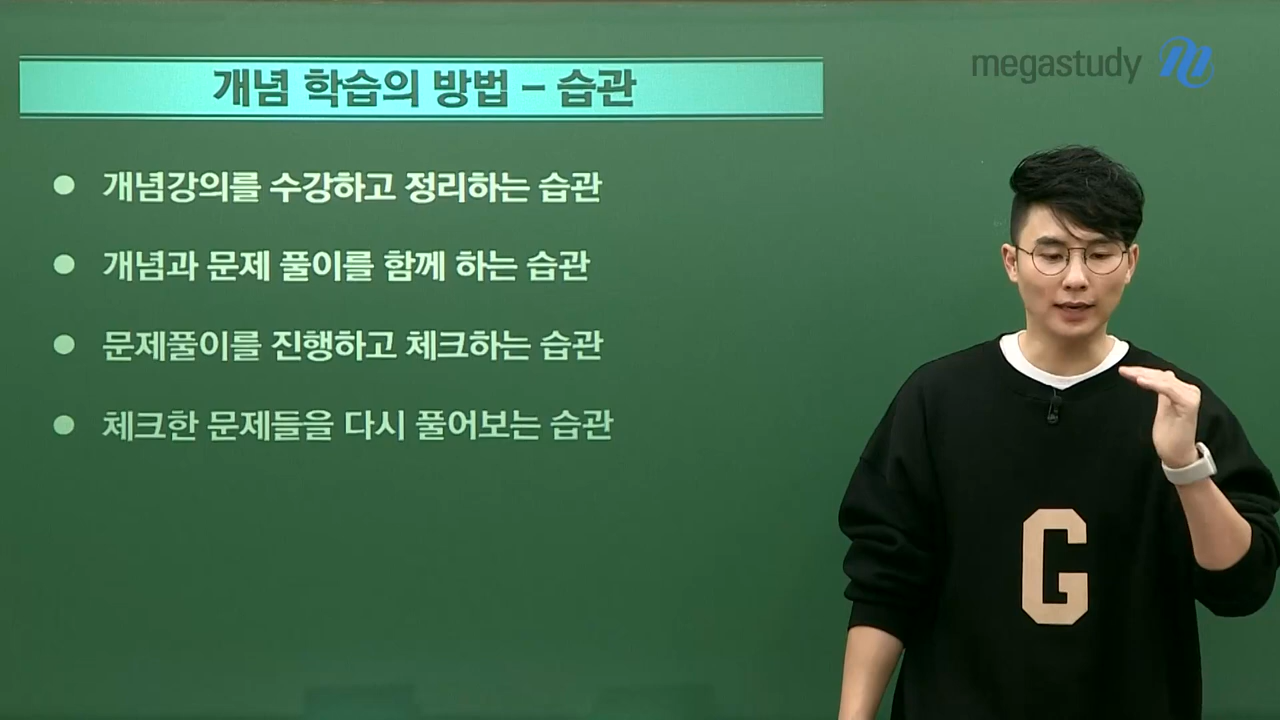 megastudy
개념 학습의 방법 – 습관
● 개념강의를 수강하고 정리하는 습관
● 개념과 문제 풀이를 함께 하는 습관
● 문제풀이를 진행하고 체크하는 습관
● 체크한 문제들을 다시 풀어보는 습관
G